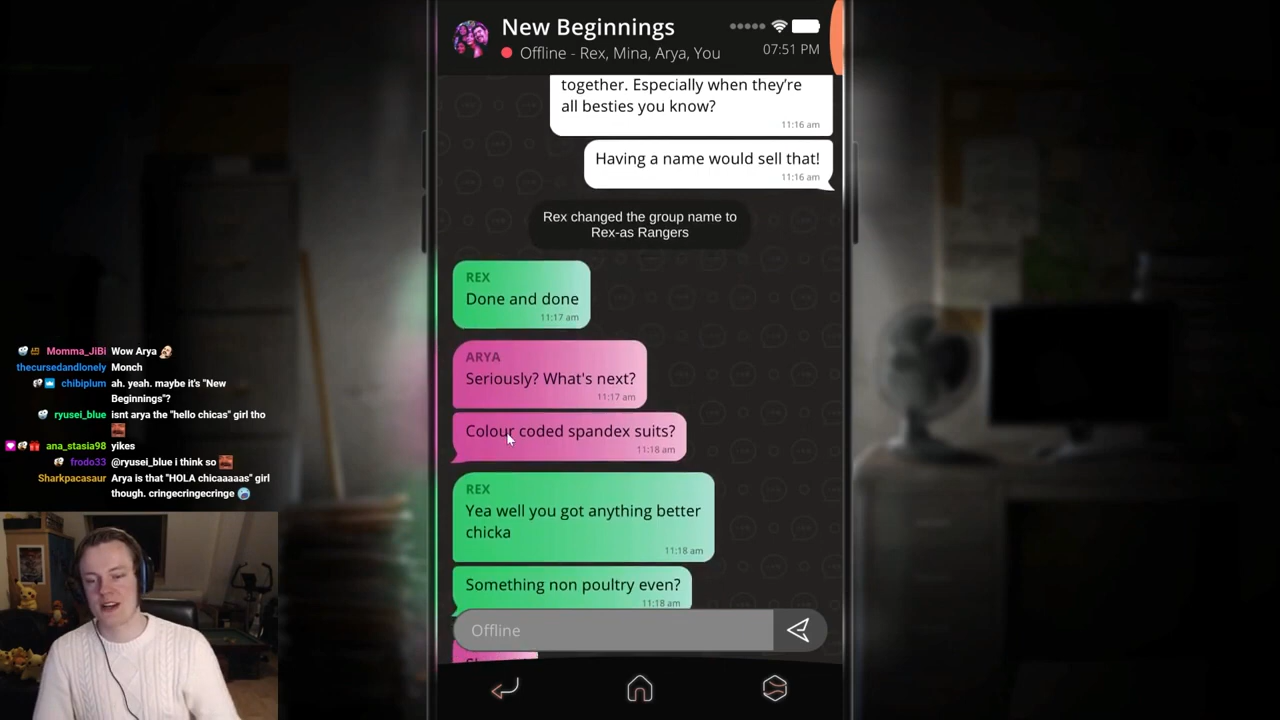 New Beginnings
Offline - Rex, Mina, Arya, You
07:51 PM
together. Especially when they're
all besties you know?
11:16 am
Having a name would sell that!
11:16 am
Rex changed the group name to
Rex-as Rangers
REX
Done and done
11:17 am
ARYA
Seriously? What's next?
11:17 am
Colour coded spandex suits?
11:18 am
REX
Yea well you got anything better
chicka
11:18 am
Something non poultry even?
11:18 am
Offline
Momma_JiBi Wow Arya
thecursedandlonely Monch
chibiplum ah. yeah. maybe it's "New
Beginnings"?
ryusei_blue isnt arya the "hello chicas" girl tho
ana_stasia98 yikes
frodo33 @ryusei_blue i think so
Sharkpacasaur Arya is that "HOLA chicaaaaas" girl
though. cringecringecringe